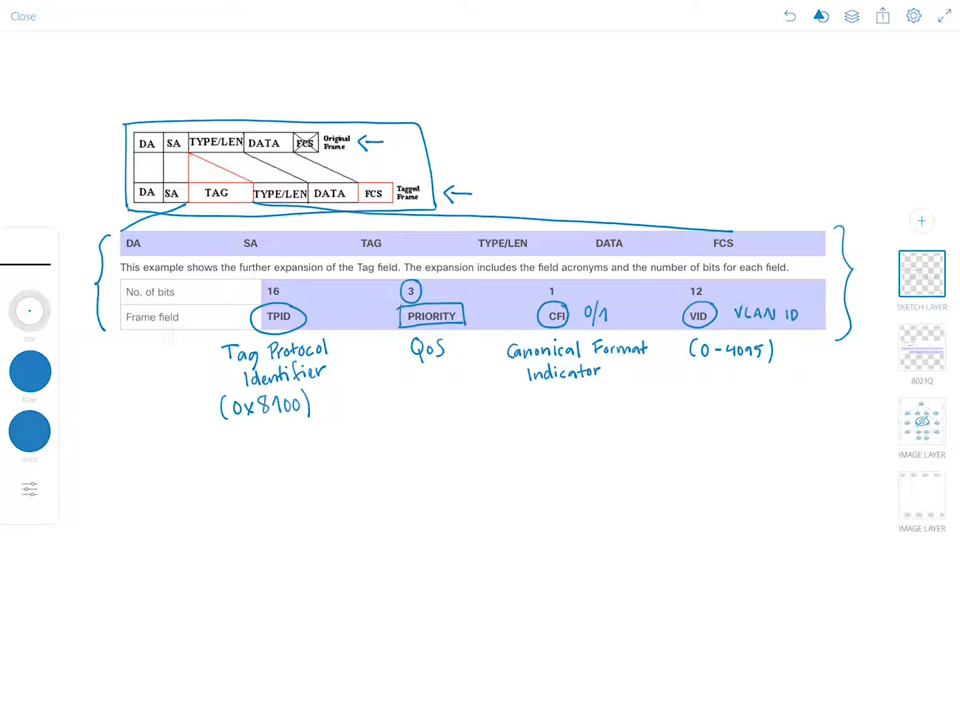 Close
DA SA TYPE/LEN DATA FCS Original Frame
DA SA TAG TYPE/LEN DATA FCS Tagged Frame
DA SA TAG TYPE/LEN DATA FCS
This example shows the further expansion of the Tag field. The expansion includes the field acronyms and the number of bits for each field.
No. of bits 16 3 1 12
Frame field TPID PRIORITY CFI 0/1 VID VLAN ID
Tag Protocol Identifier
(0x8100)
QoS
Canonical Format Indicator
(0-4095)
flow
color
SKETCH LAYER
8021Q
IMAGE LAYER
IMAGE LAYER